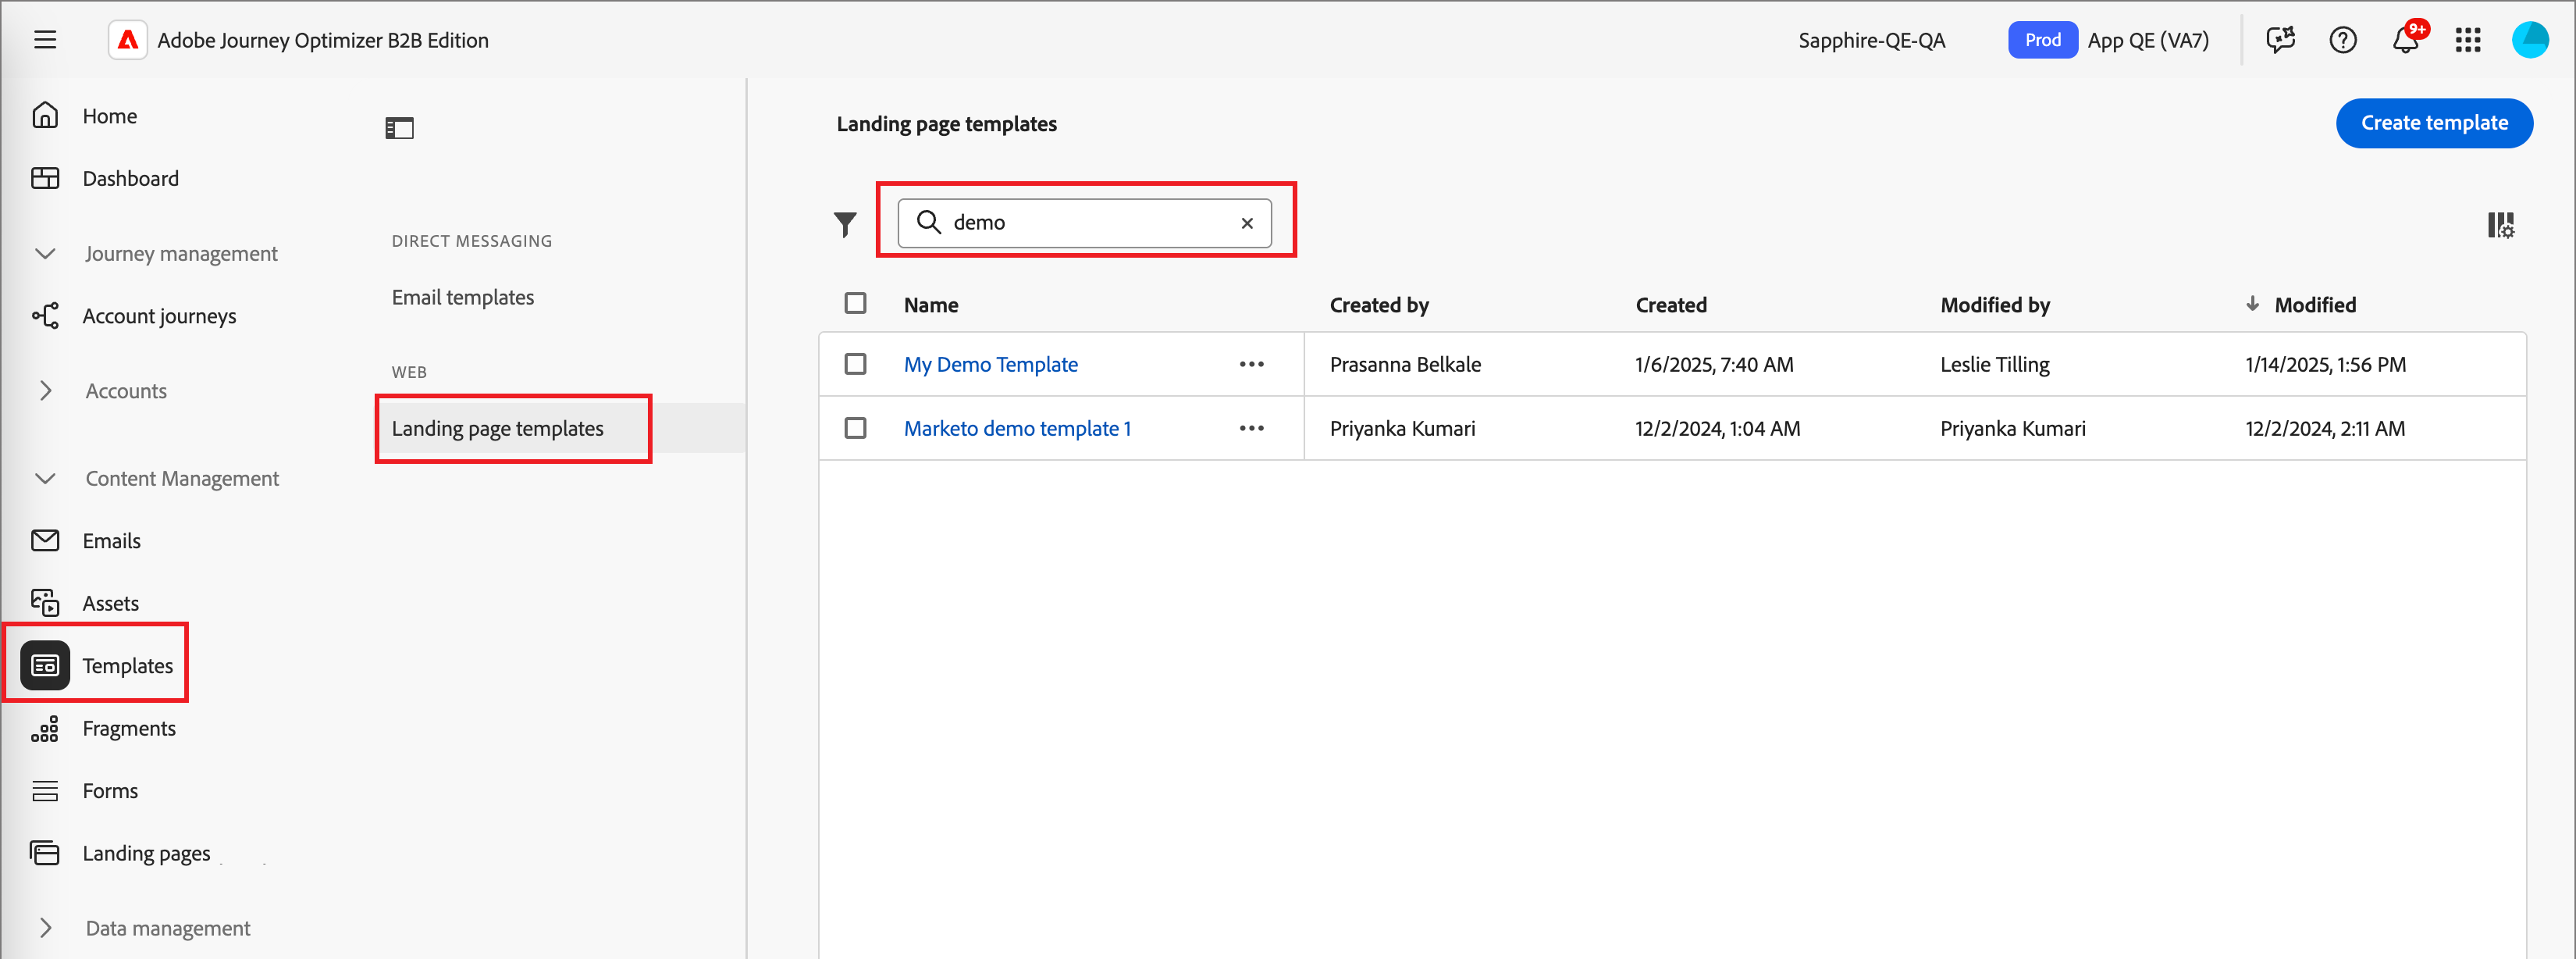 Adobe Journey Optimizer B2B Edition
Sapphire-QE-QA
Prod
App QE (VA7)
9+
Home
Dashboard
Journey management
Account journeys
Accounts
Content Management
Emails
Assets
Templates
Fragments
Forms
Landing pages
Data management
DIRECT MESSAGING
Email templates
WEB
Landing page templates
Landing page templates
Create template
demo
Name Created by Created Modified by Modified
My Demo Template Prasanna Belkale 1/6/2025, 7:40 AM Leslie Tilling 1/14/2025, 1:56 PM
Marketo demo template 1 Priyanka Kumari 12/2/2024, 1:04 AM Priyanka Kumari 12/2/2024, 2:11 AM